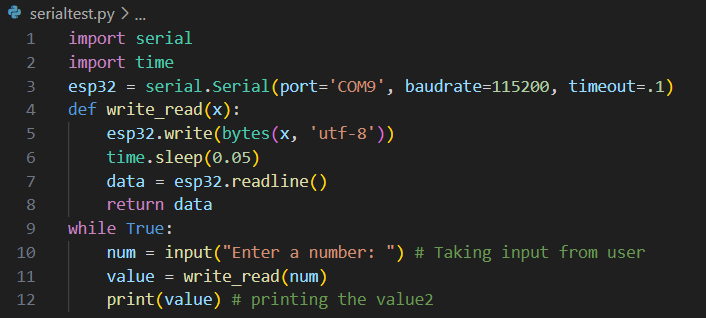 serialtest.py > ...
1 import serial
2 import time
3 esp32 = serial.Serial(port='COM9', baudrate=115200, timeout=.1)
4 def write_read(x):
5     esp32.write(bytes(x, 'utf-8'))
6     time.sleep(0.05)
7     data = esp32.readline()
8     return data
9 while True:
10     num = input("Enter a number: ") # Taking input from user
11     value = write_read(num)
12     print(value) # printing the value2